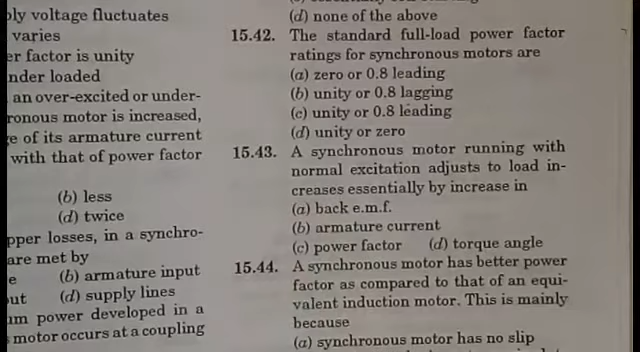 ply voltage fluctuates
varies
er factor is unity
nder loaded
an over-excited or under-
ronous motor is increased,
e of its armature current
with that of power factor
(b) less
(d) twice
pper losses, in a synchro-
are met by
e (b) armature input
ut (d) supply lines
um power developed in a
motor occurs at a coupling
(d) none of the above
15.42. The standard full-load power factor
ratings for synchronous motors are
(a) zero or 0.8 leading
(b) unity or 0.8 lagging
(c) unity or 0.8 leading
(d) unity or zero
15.43. A synchronous motor running with
normal excitation adjusts to load in-
creases essentially by increase in
(a) back e.m.f.
(b) armature current
(c) power factor (d) torque angle
15.44. A synchronous motor has better power
factor as compared to that of an equi-
valent induction motor. This is mainly
because
(a) synchronous motor has no slip